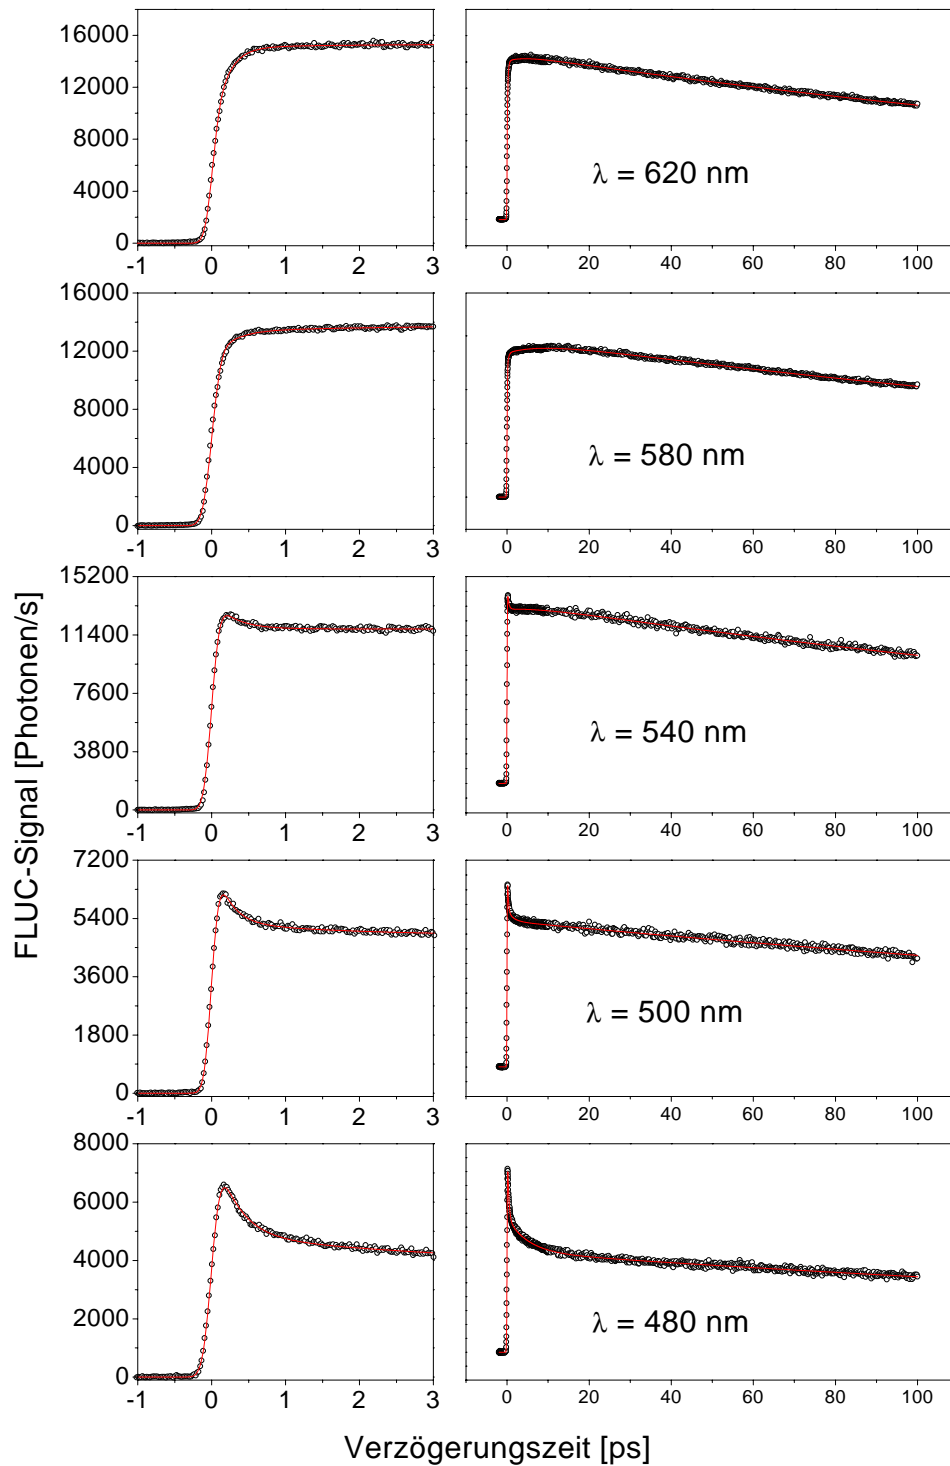 16000
12000
8000
4000
0
-1 0 1 2 3
0 20 40 60 80 100
λ = 620 nm
16000
12000
8000
4000
0
-1 0 1 2 3
0 20 40 60 80 100
λ = 580 nm
15200
11400
7600
3800
0
-1 0 1 2 3
0 20 40 60 80 100
λ = 540 nm
7200
5400
3600
1800
0
-1 0 1 2 3
0 20 40 60 80 100
λ = 500 nm
8000
6000
4000
2000
0
-1 0 1 2 3
0 20 40 60 80 100
λ = 480 nm
FLUC-Signal [Photonen/s]
Verzögerungszeit [ps]